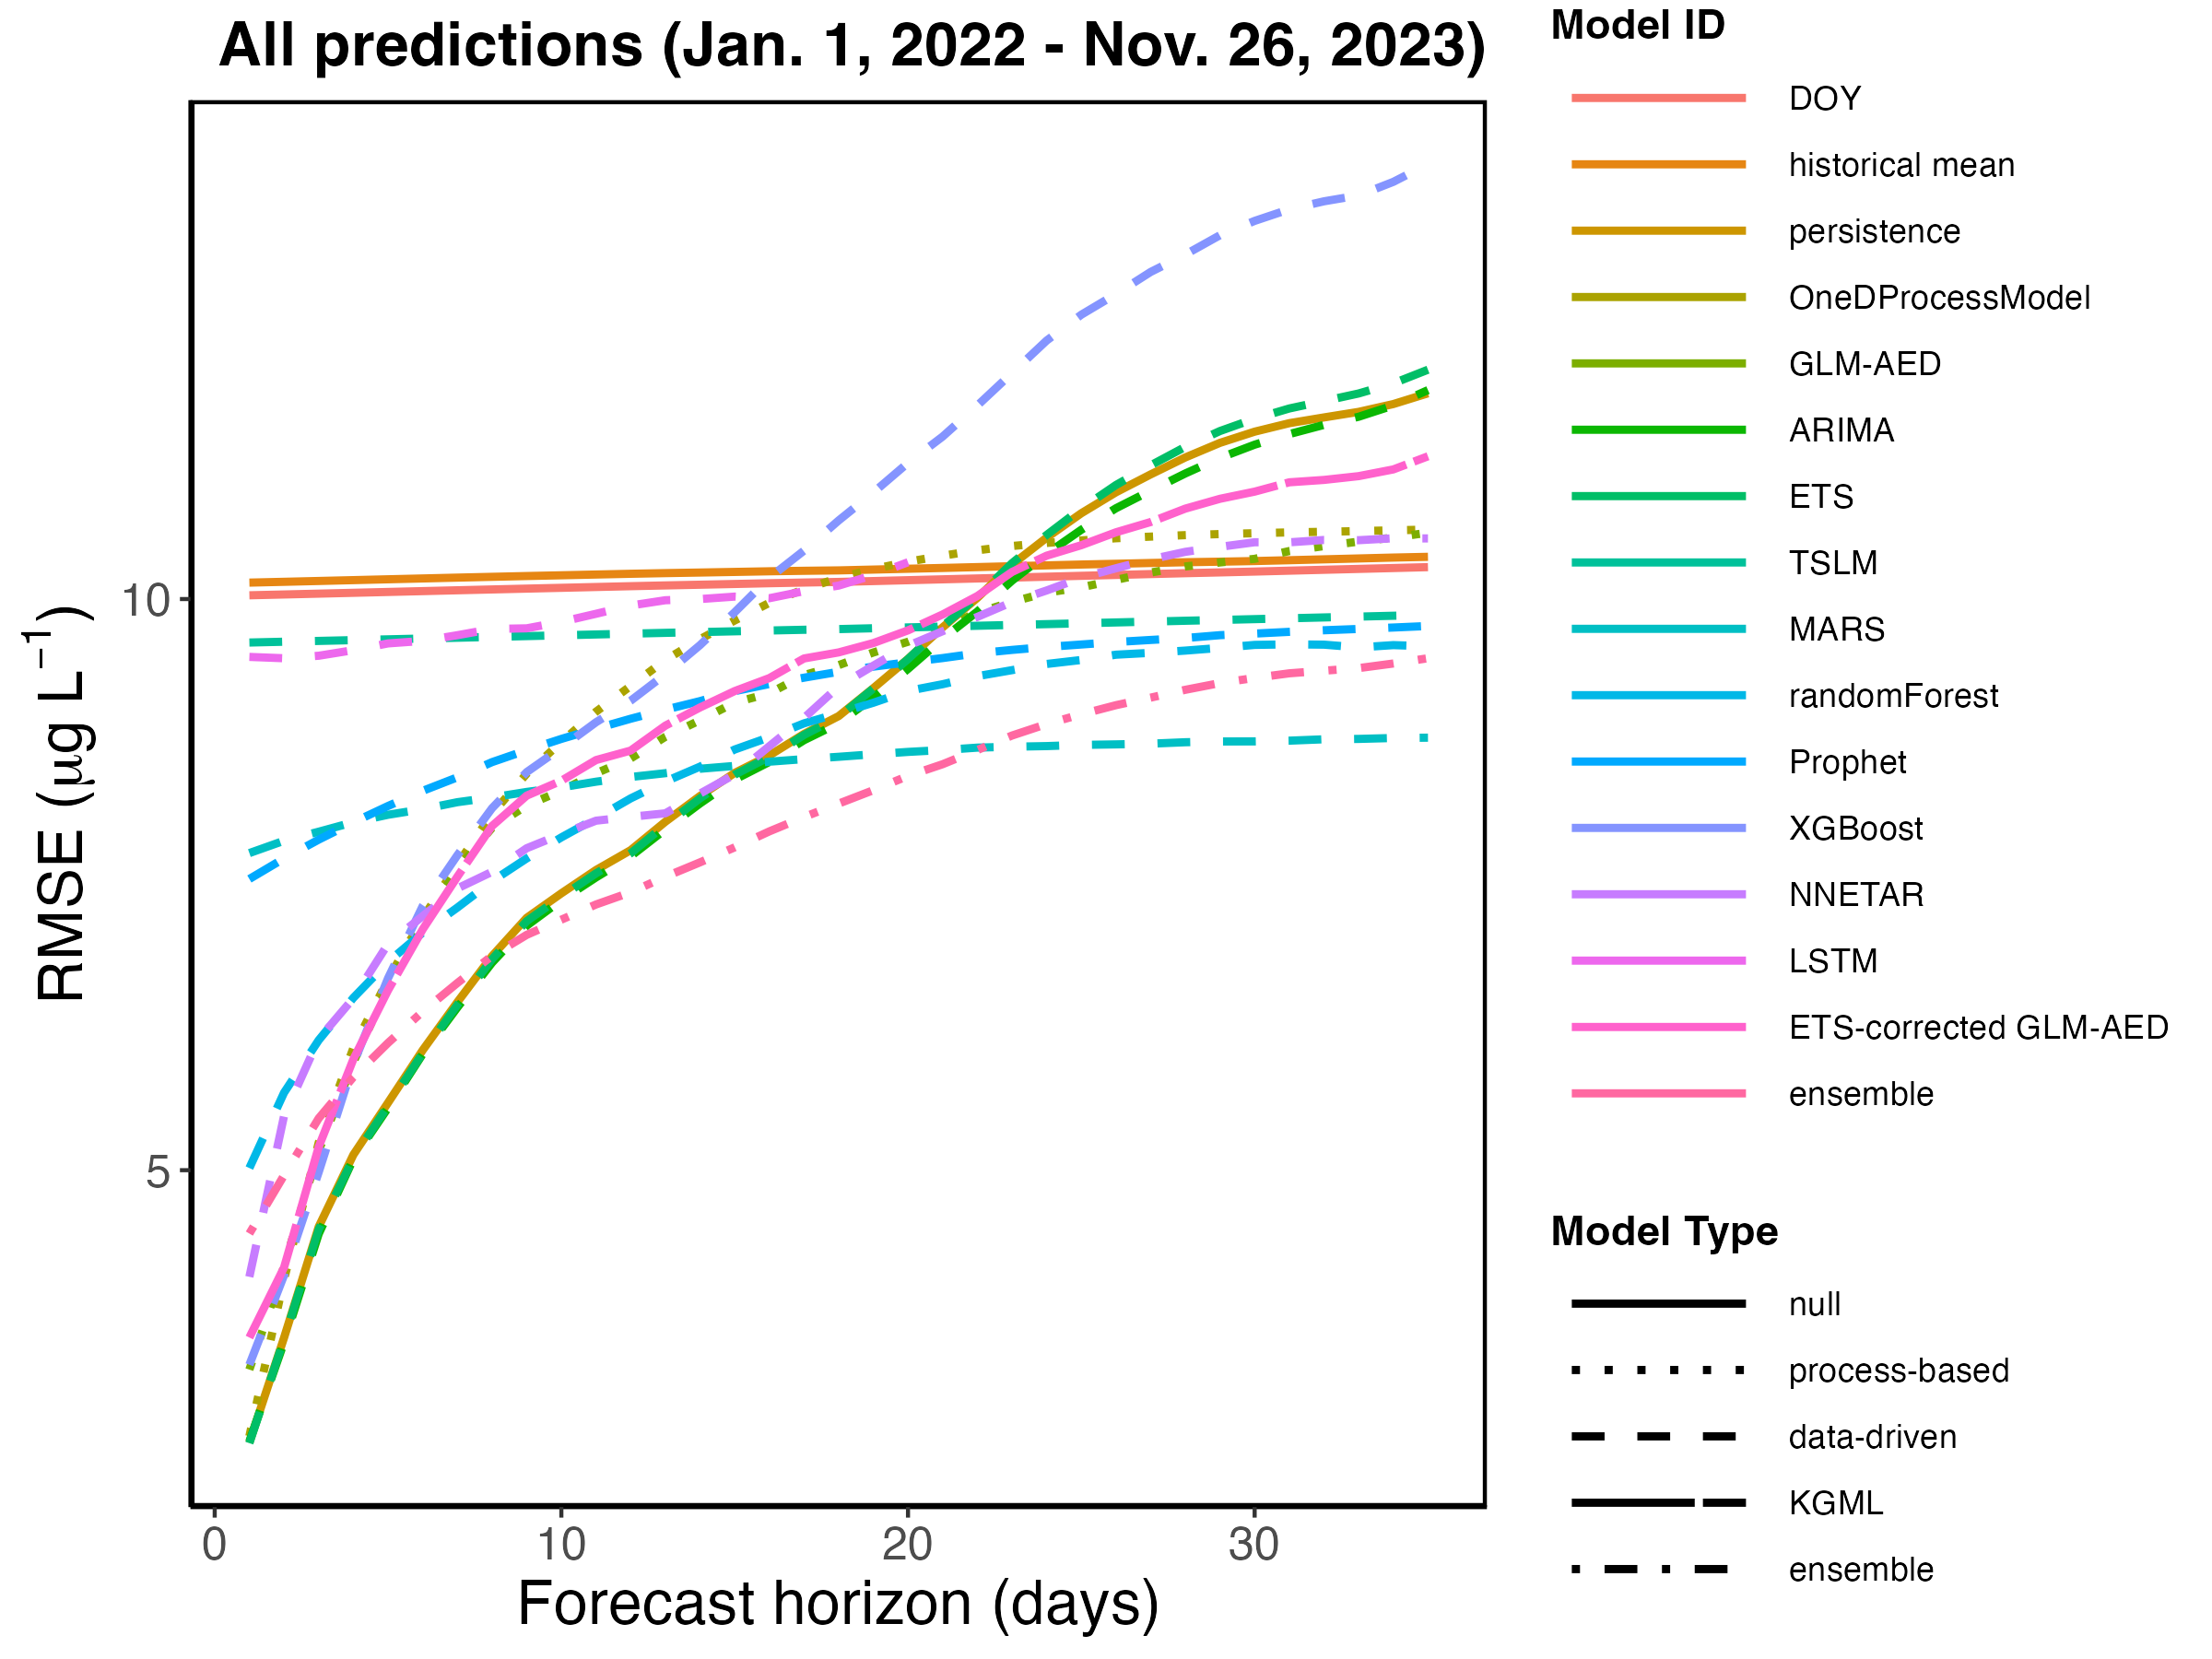 All predictions (Jan. 1, 2022 - Nov. 26, 2023)
RMSE (µg L⁻¹)
10
5
0 10 20 30
Forecast horizon (days)
Model ID
DOY
historical mean
persistence
OneDProcessModel
GLM-AED
ARIMA
ETS
TSLM
MARS
randomForest
Prophet
XGBoost
NNETAR
LSTM
ETS-corrected GLM-AED
ensemble
Model Type
null
process-based
data-driven
KGML
ensemble